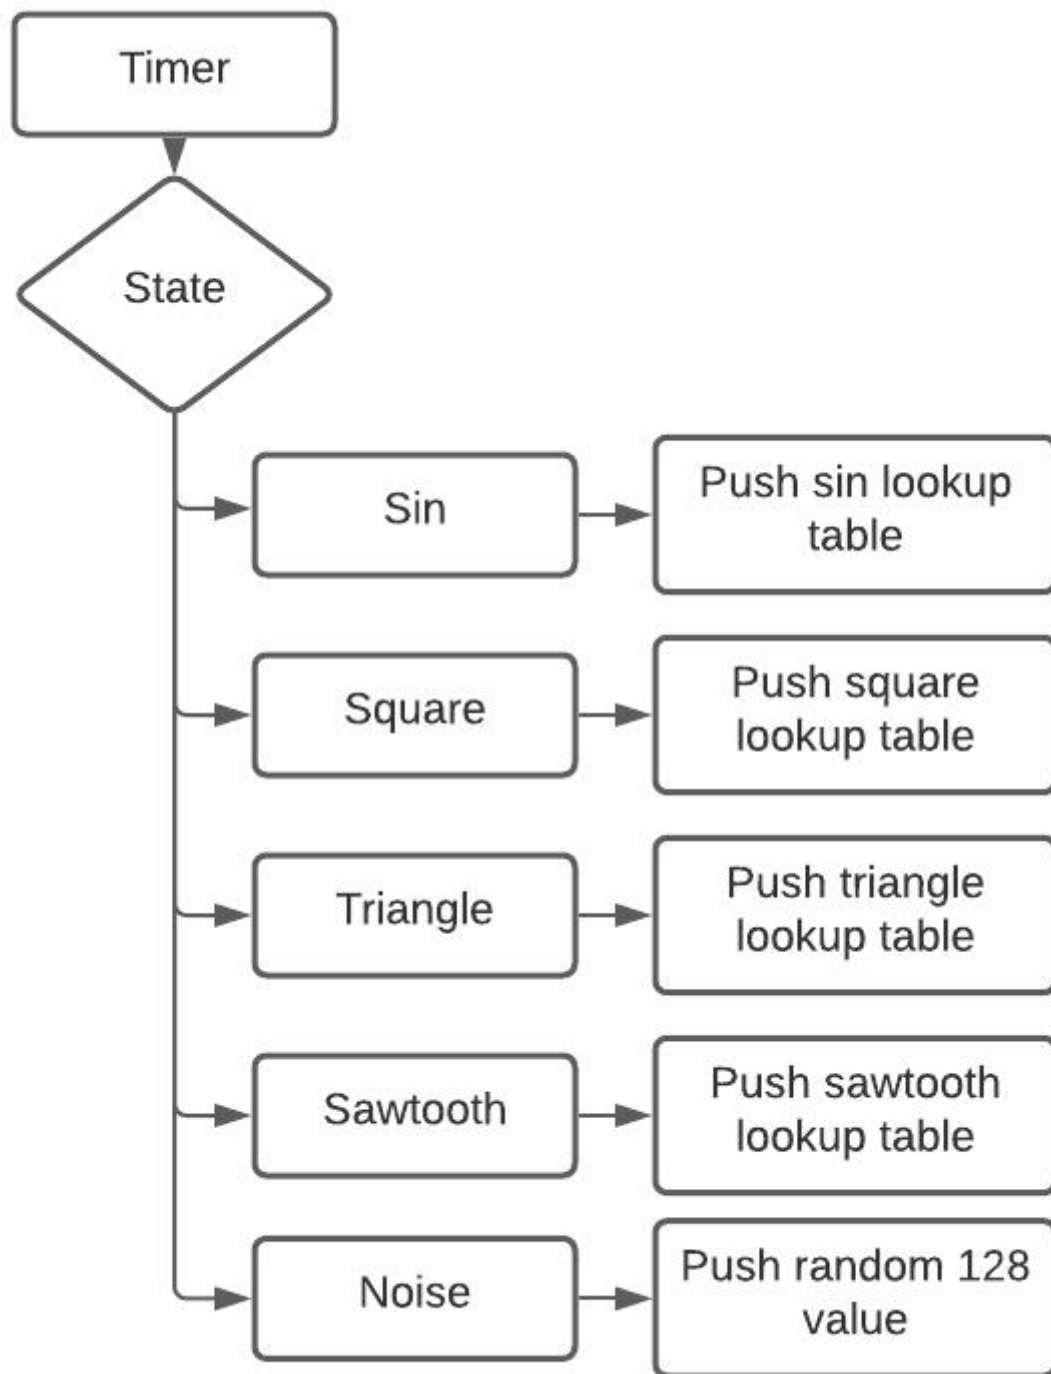 Timer
State
Sin
Push sin lookup
table
Square
Push square
lookup table
Triangle
Push triangle
lookup table
Sawtooth
Push sawtooth
lookup table
Noise
Push random 128
value